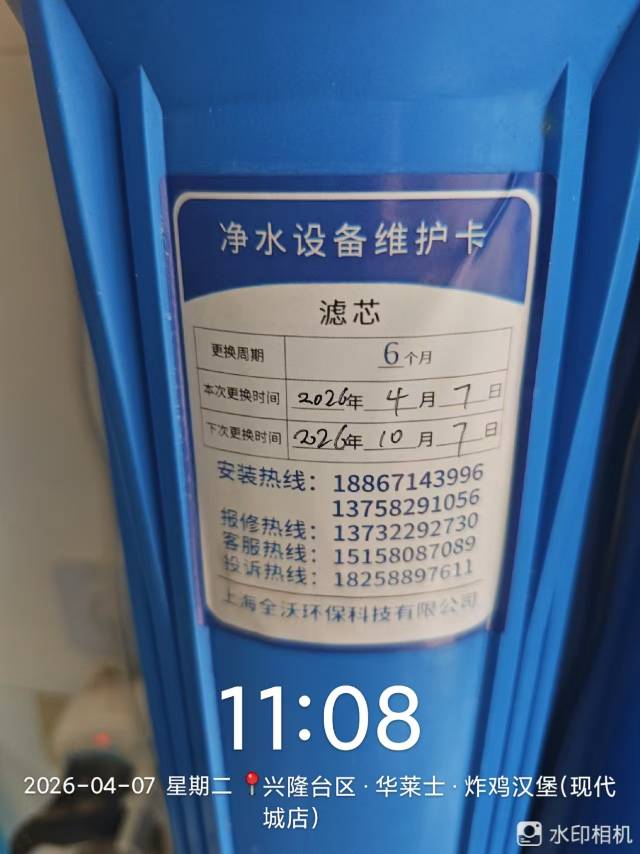 净水设备维护卡
滤芯
更换周期 6个月
本次更换时间 2026年 4月 7日
下次更换时间 2026年 10月 7日
安装热线：18867143996
13758291056
报修热线：13732292730
客服热线：15158087089
投诉热线：18258897611
上海全沃环保科技有限公司
11:08
2026-04-07 星期二 兴隆台区·华莱士·炸鸡汉堡(现代
城店)
水印相机